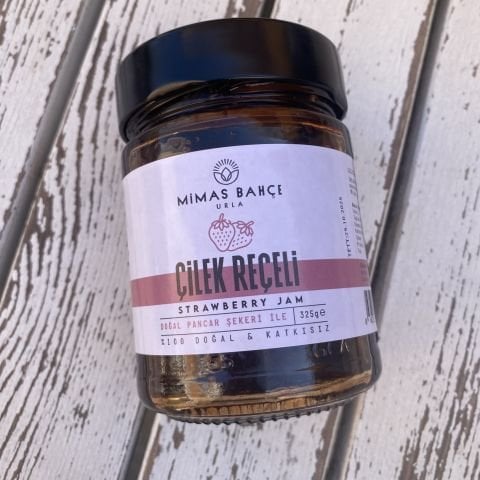 MİMAS BAHÇE
URLA
ÇİLEK REÇELİ
STRAWBERRY JAM
DOĞAL PANCAR ŞEKERİ İLE 325g℮
%100 DOĞAL & KATKISIZ